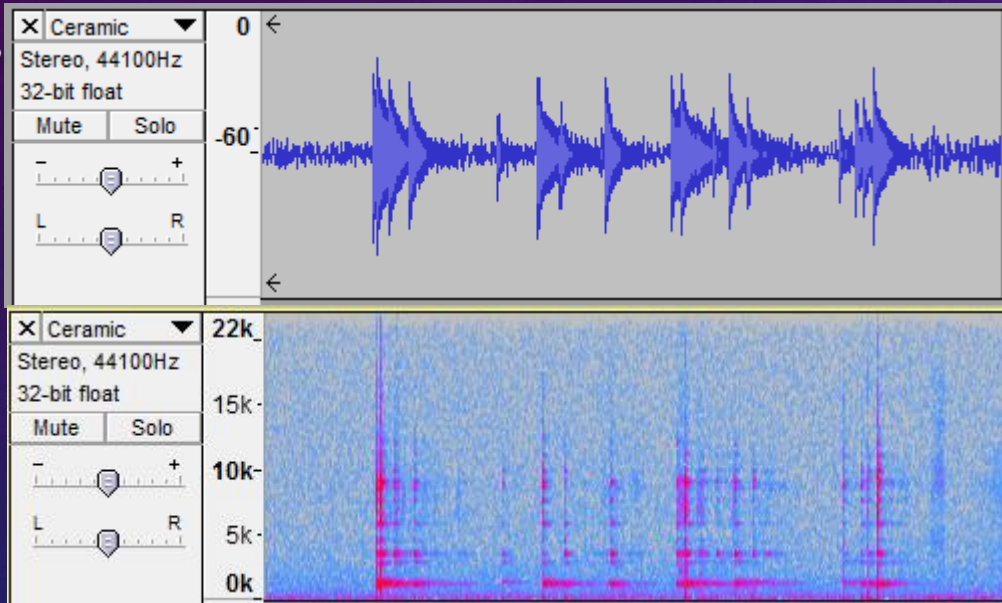 X Ceramic
0
Stereo, 44100Hz
32-bit float
Mute Solo
-60
- +
L R
X Ceramic
22k
Stereo, 44100Hz
32-bit float
15k
Mute Solo
10k
- +
5k
L R
0k